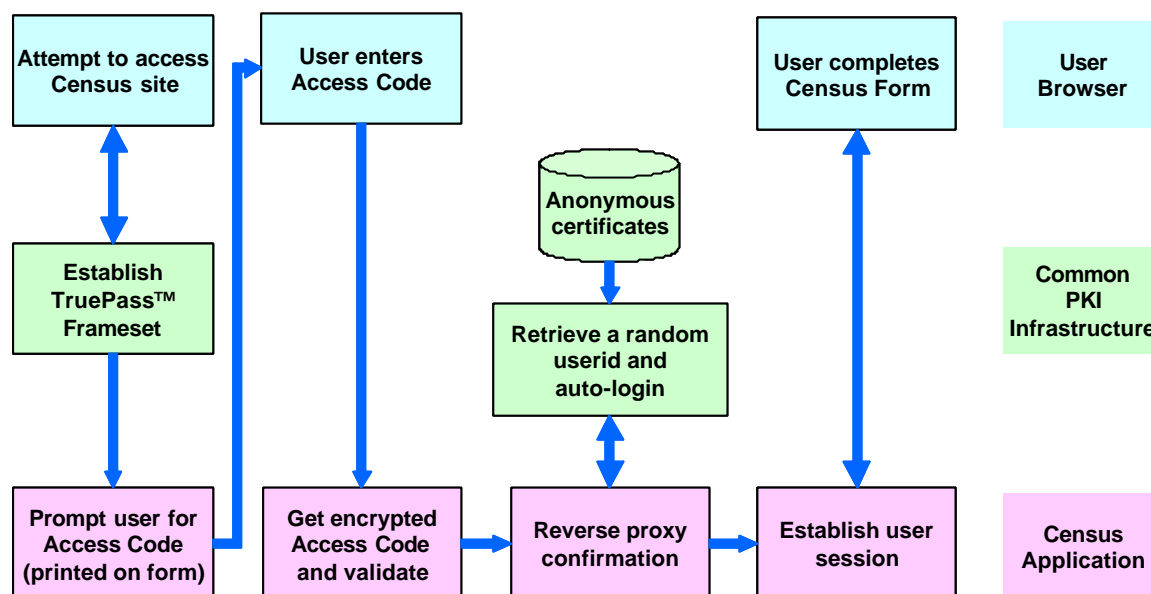 Attempt to access
Census site
User enters
Access Code
User completes
Census Form
User
Browser
Anonymous
certificates
Establish
TruePass™
Frameset
Retrieve a random
userid and
auto-login
Common
PKI
Infrastructure
Prompt user for
Access Code
(printed on form)
Get encrypted
Access Code
and validate
Reverse proxy
confirmation
Establish user
session
Census
Application